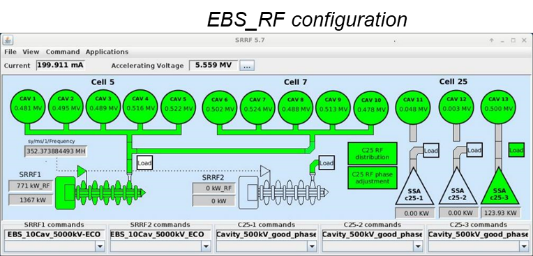 EBS_RF configuration
SRRF 5.7
File View Command Applications
Current 199.911 mA Accelerating Voltage 5.559 MV ...
Cell 5 Cell 7 Cell 25
CAV 1 CAV 2 CAV 3 CAV 4 CAV 5 CAV 6 CAV 7 CAV 8 CAV 9 CAV 10 CAV 11 CAV 12 CAV 13
0.481 MV 0.495 MV 0.489 MV 0.516 MV 0.522 MV 0.502 MV 0.524 MV 0.488 MV 0.513 MV 0.478 MV 0.048 MV 0.003 MV 0.500 MV
sy/ms/1/Frequency
352.373884493 MH
Load
Load
Load
Load
Load
C25 RF
distribution
C25 RF phase
adjustment
SRRF1
771 kW_RF
1367 kW
SRRF2
0 kW_RF
0 kW
SSA
c25-1
SSA
c25-2
SSA
c25-3
0.00 KW 0.00 KW 123.93 KW
SRRF1 commands SRRF2 commands C25-1 commands C25-2 commands C25-3 commands
EBS_10Cav_5000kV-ECO EBS_10Cav_5000kV_ECO Cavity_500kV_good_phase Cavity_500kV_good_phase Cavity_500kV_good_phase